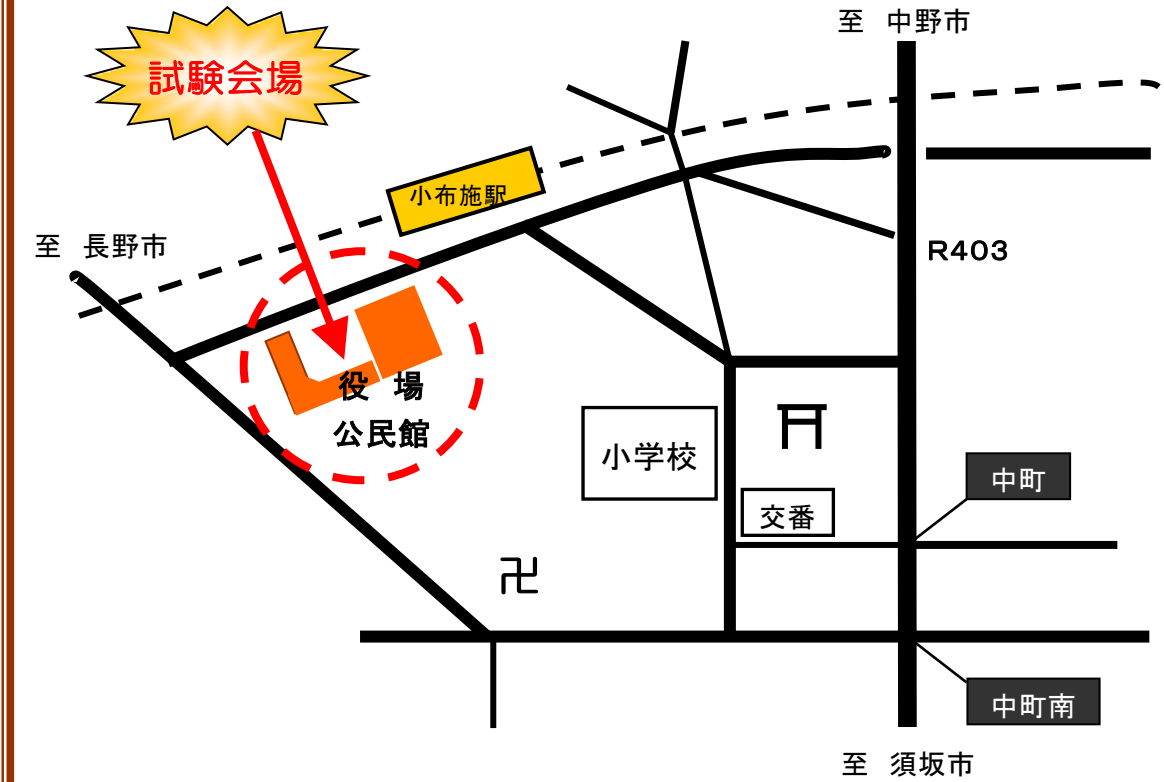 至 中野市
試験会場
小布施駅
至 長野市
R403
役 場
公民館
小学校
中町
交番
卍
中町南
至 須坂市